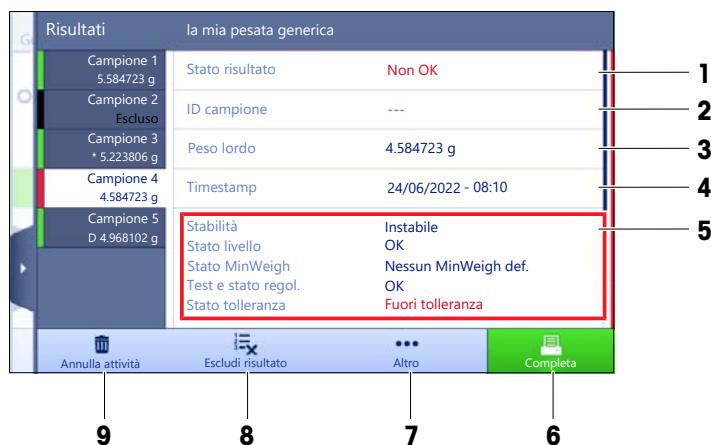 Risultati
la mia pesata generica
G
Campione 1
5.584723 g
Campione 2
Escluso
Campione 3
* 5.223806 g
Campione 4
4.584723 g
Campione 5
D 4.968102 g
Stato risultato Non OK
ID campione ---
Peso lordo 4.584723 g
Timestamp 24/06/2022 - 08:10
Stabilità Instabile
Stato livello OK
Stato MinWeigh Nessun MinWeigh def.
Test e stato regol. OK
Stato tolleranza Fuori tolleranza
1
2
3
4
5
Annulla attività
Escludi risultato
Altro
Completa
9
8
7
6